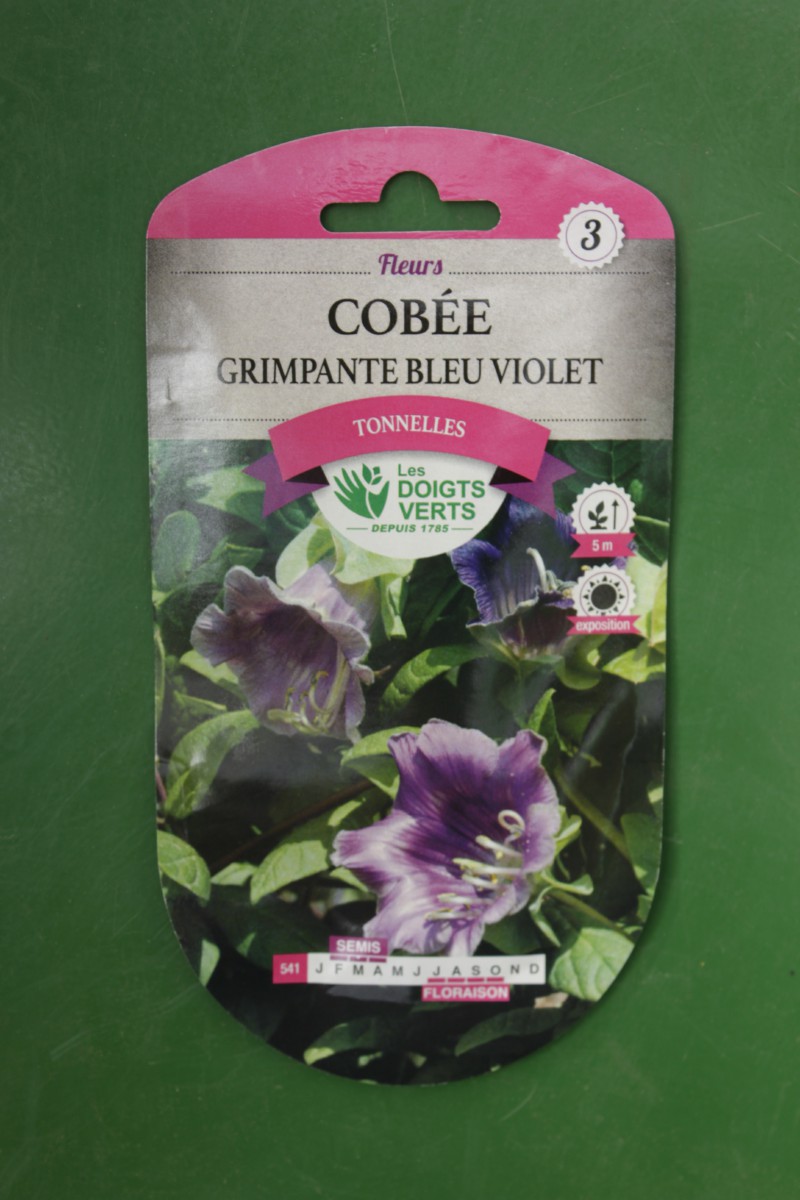 3
Fleurs
COBÉE
GRIMPANTE BLEU VIOLET
TONNELLES
Les
DOIGTS
VERTS
DEPUIS 1785
5 m
exposition
SEMIS
541 J F M A M J J A S O N D
FLORAISON